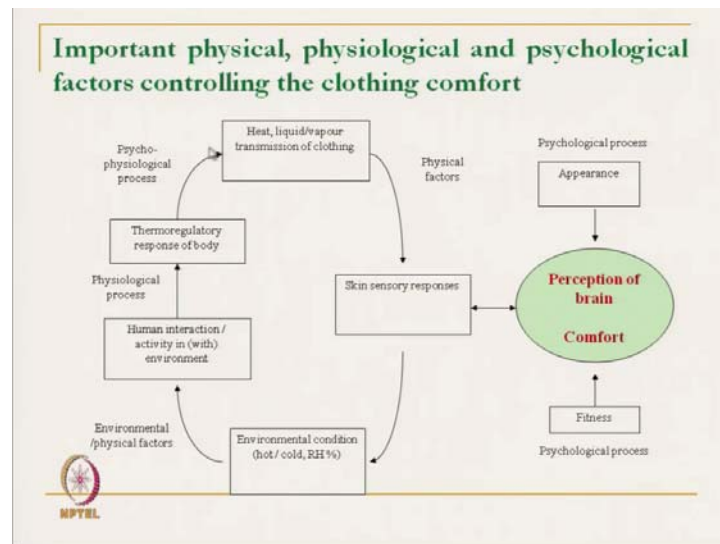 Important physical, physiological and psychological
factors controlling the clothing comfort
Psycho-
physiological
process
Heat, liquid/vapour
transmission of clothing
Physical
factors
Psychological process
Appearance
Thermoregulatory
response of body
Physiological
process
Skin sensory responses
Perception of
brain
Comfort
Human interaction /
activity in (with)
environment
Environmental
/physical factors
Environmental condition
(hot / cold, RH %)
Fitness
Psychological process
NPTEL